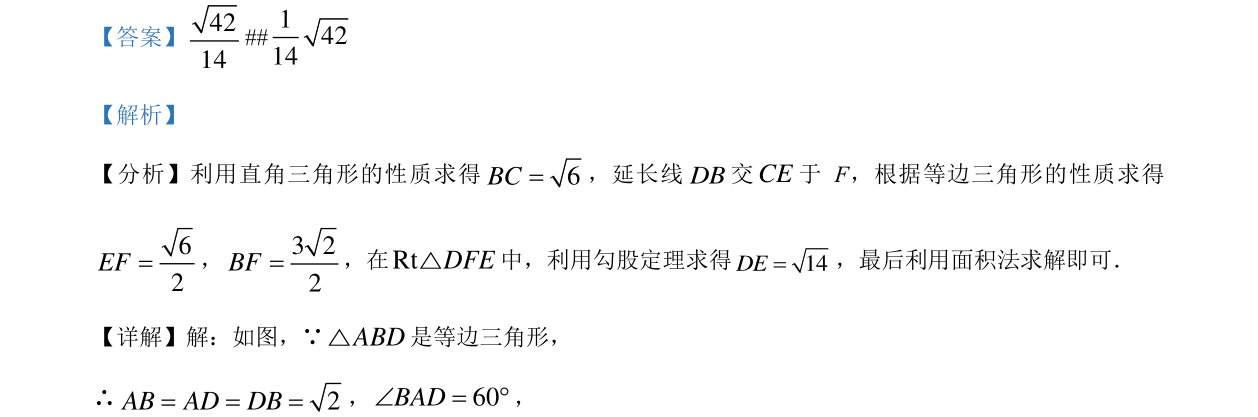 【答案】$\frac{\sqrt{42}}{14}$##$\frac{1}{14}\sqrt{42}$
【解析】
【分析】利用直角三角形的性质求得 $BC=\sqrt{6}$，延长线 $DB$ 交 $CE$ 于 F，根据等边三角形的性质求得
$EF=\frac{\sqrt{6}}{2}$，$BF=\frac{3\sqrt{2}}{2}$，在 Rt△DFE 中，利用勾股定理求得 $DE=\sqrt{14}$，最后利用面积法求解即可．
【详解】解：如图，∵ △ABD 是等边三角形，
∴ $AB=AD=DB=\sqrt{2}$，$∠BAD=60°$，